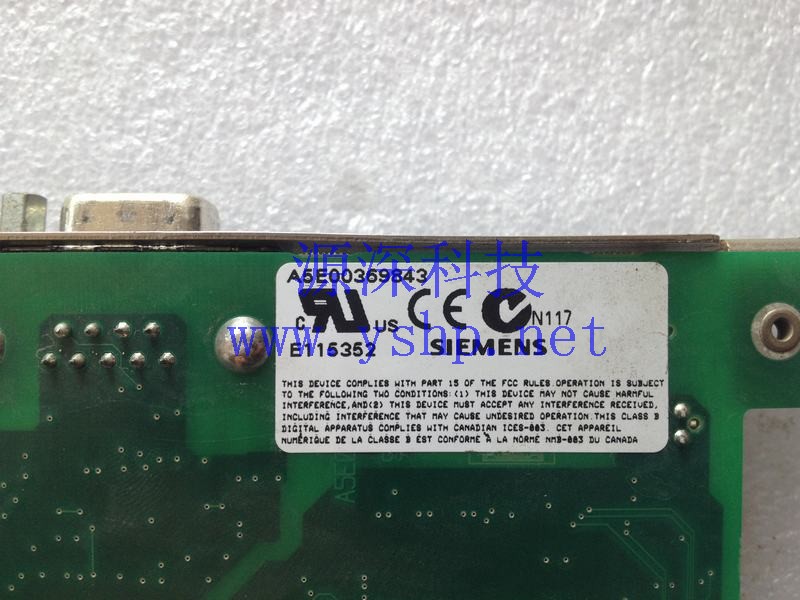 源深科技
www.yshp.net
A5E00369843
C RU US CE N117
E115352 SIEMENS
THIS DEVICE COMPLIES WITH PART 15 OF THE FCC RULES.OPERATION IS SUBJECT
TO THE FOLLOWING TWO CONDITIONS:(1) THIS DEVICE MAY NOT CAUSE HARMFUL
INTERFERENCE,AND(2) THIS DEVICE MUST ACCEPT ANY INTERFERENCE RECEIVED,
INCLUDING INTERFERENCE THAT MAY CAUSE UNDESIRED OPERATION.THIS CLASS B
DIGITAL APPARATUS COMPLIES WITH CANADIAN ICES-003. CET APPAREIL
NUMÉRIQUE DE LA CLASSE B EST CONFORME À LA NORME NMB-003 DU CANADA